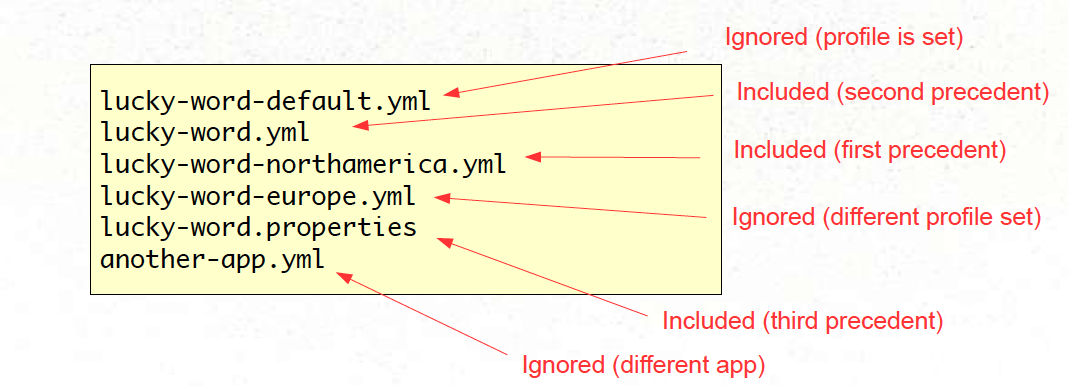 Ignored (profile is set)
lucky-word-default.yml
Included (second precedent)
lucky-word.yml
Included (first precedent)
lucky-word-northamerica.yml
lucky-word-europe.yml
Ignored (different profile set)
lucky-word.properties
another-app.yml
Included (third precedent)
Ignored (different app)